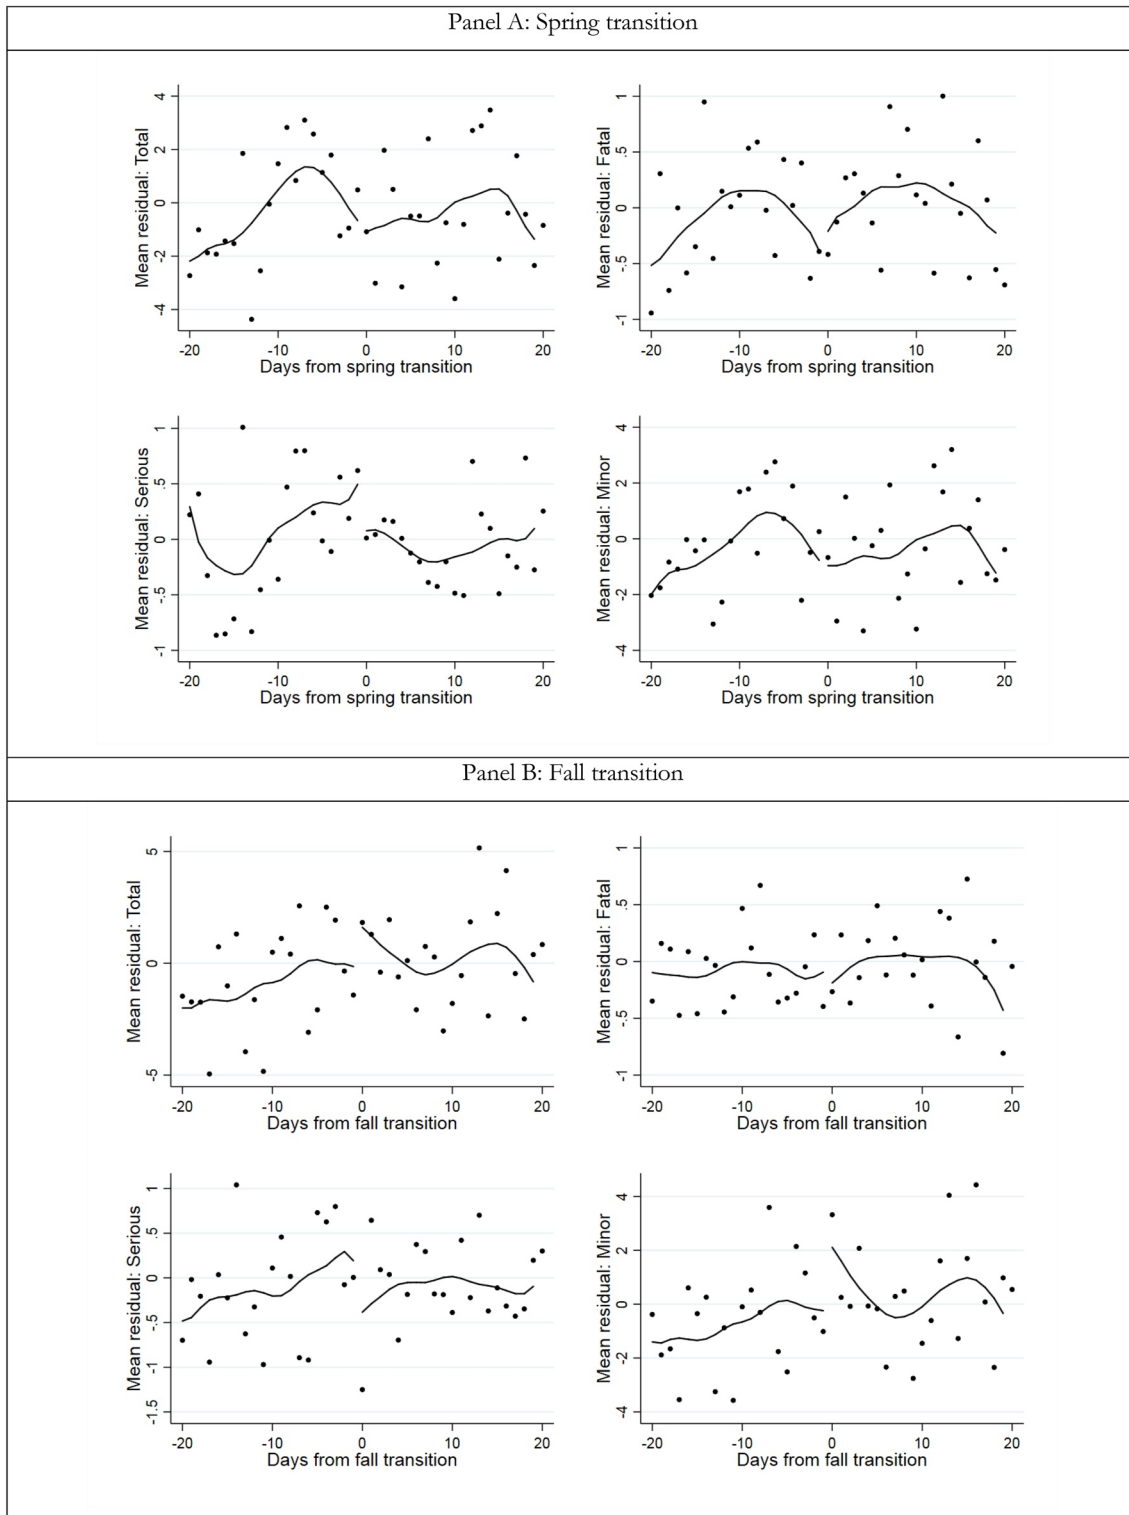 Panel A: Spring transition
Mean residual: Total
4
2
0
-2
-4
-20 -10 0 10 20
Days from spring transition
Mean residual: Fatal
1
.5
0
-.5
-1
-20 -10 0 10 20
Days from spring transition
Mean residual: Serious
1
.5
0
-.5
-1
-20 -10 0 10 20
Days from spring transition
Mean residual: Minor
4
2
0
-2
-4
-20 -10 0 10 20
Days from spring transition
Panel B: Fall transition
Mean residual: Total
5
0
-5
-20 -10 0 10 20
Days from fall transition
Mean residual: Fatal
1
.5
0
-.5
-1
-20 -10 0 10 20
Days from fall transition
Mean residual: Serious
1
.5
0
-.5
-1
-1.5
-20 -10 0 10 20
Days from fall transition
Mean residual: Minor
4
2
0
-2
-4
-20 -10 0 10 20
Days from fall transition